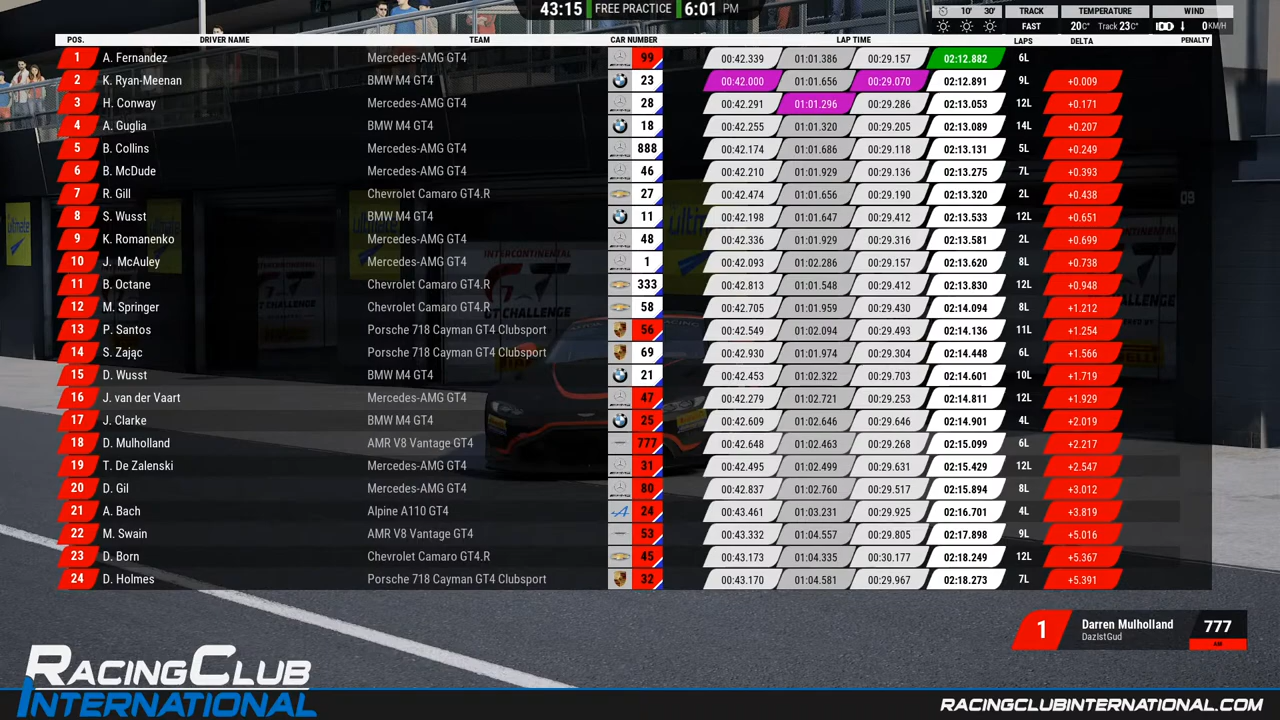 43:15 FREE PRACTICE 6:01 PM
10' 30' TRACK TEMPERATURE WIND
FAST 20C° Track 23C° 0KM/H
POS. DRIVER NAME TEAM CAR NUMBER LAP TIME LAPS DELTA PENALTY
1 A. Fernandez Mercedes-AMG GT4 99 00:42.339 01:01.386 00:29.157 02:12.882 6L
2 K. Ryan-Meenan BMW M4 GT4 23 00:42.000 01:01.656 00:29.070 02:12.891 9L +0.009
3 H. Conway Mercedes-AMG GT4 28 00:42.291 01:01.296 00:29.286 02:13.053 12L +0.171
4 A. Guglia BMW M4 GT4 18 00:42.255 01:01.320 00:29.205 02:13.089 14L +0.207
5 B. Collins Mercedes-AMG GT4 888 00:42.174 01:01.686 00:29.118 02:13.131 5L +0.249
6 B. McDude Mercedes-AMG GT4 46 00:42.210 01:01.929 00:29.136 02:13.275 7L +0.393
7 R. Gill Chevrolet Camaro GT4.R 27 00:42.474 01:01.656 00:29.190 02:13.320 2L +0.438
8 S. Wusst BMW M4 GT4 11 00:42.198 01:01.647 00:29.412 02:13.533 12L +0.651
9 K. Romanenko Mercedes-AMG GT4 48 00:42.336 01:01.929 00:29.316 02:13.581 2L +0.699
10 J. McAuley Mercedes-AMG GT4 1 00:42.093 01:02.286 00:29.157 02:13.620 8L +0.738
11 B. Octane Chevrolet Camaro GT4.R 333 00:42.813 01:01.548 00:29.412 02:13.830 12L +0.948
12 M. Springer Chevrolet Camaro GT4.R 58 00:42.705 01:01.959 00:29.430 02:14.094 8L +1.212
13 P. Santos Porsche 718 Cayman GT4 Clubsport 56 00:42.549 01:02.094 00:29.493 02:14.136 11L +1.254
14 S. Zając Porsche 718 Cayman GT4 Clubsport 69 00:42.930 01:01.974 00:29.304 02:14.448 6L +1.566
15 D. Wusst BMW M4 GT4 21 00:42.453 01:02.322 00:29.703 02:14.601 10L +1.719
16 J. van der Vaart Mercedes-AMG GT4 47 00:42.279 01:02.721 00:29.253 02:14.811 12L +1.929
17 J. Clarke BMW M4 GT4 25 00:42.609 01:02.646 00:29.646 02:14.901 4L +2.019
18 D. Mulholland AMR V8 Vantage GT4 777 00:42.648 01:02.463 00:29.268 02:15.099 6L +2.217
19 T. De Zalenski Mercedes-AMG GT4 31 00:42.495 01:02.499 00:29.631 02:15.429 12L +2.547
20 D. Gil Mercedes-AMG GT4 80 00:42.837 01:02.760 00:29.517 02:15.894 8L +3.012
21 A. Bach Alpine A110 GT4 24 00:43.461 01:03.231 00:29.925 02:16.701 4L +3.819
22 M. Swain AMR V8 Vantage GT4 53 00:43.332 01:04.557 00:29.805 02:17.898 9L +5.016
23 D. Born Chevrolet Camaro GT4.R 45 00:43.173 01:04.335 00:30.177 02:18.249 12L +5.367
24 D. Holmes Porsche 718 Cayman GT4 Clubsport 32 00:43.170 01:04.581 00:29.967 02:18.273 7L +5.391
09
INTERCONTINENTAL
GT CHALLENGE
1 Darren Mulholland 777
DazIstGud AM
RACINGCLUB
INTERNATIONAL
RACINGCLUBINTERNATIONAL.COM